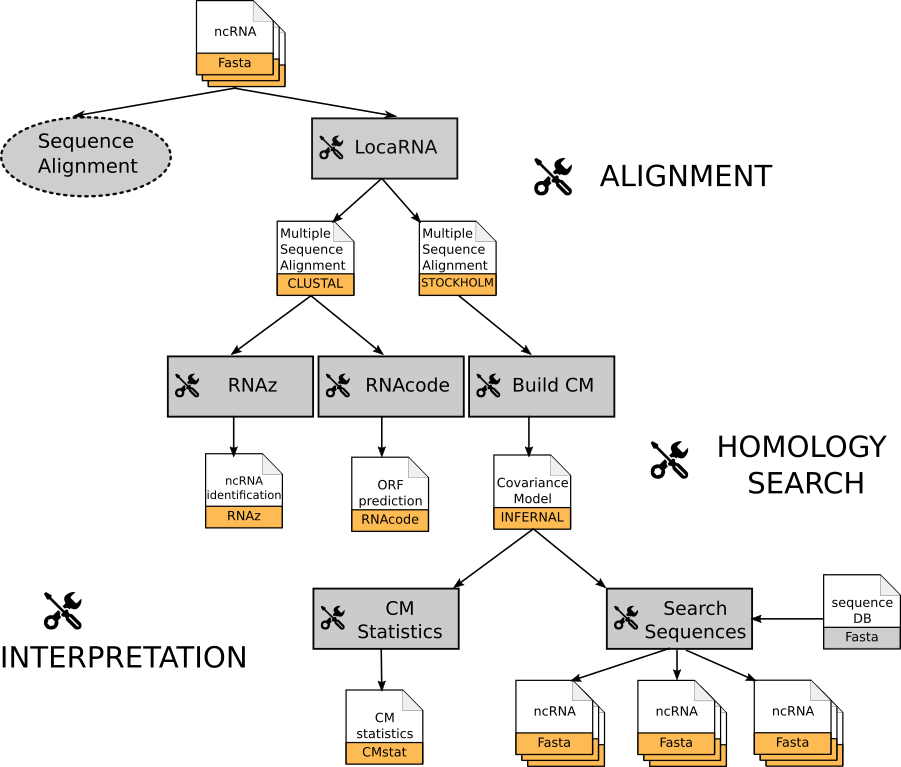 ncRNA
Fasta
Sequence
Alignment
LocaRNA
ALIGNMENT
Multiple
Sequence
Alignment
CLUSTAL
Multiple
Sequence
Alignment
STOCKHOLM
RNAz
RNAcode
Build CM
HOMOLOGY
SEARCH
ncRNA
identification
RNAz
ORF
prediction
RNAcode
Covariance
Model
INFERNAL
INTERPRETATION
CM
Statistics
Search
Sequences
sequence
DB
Fasta
CM
statistics
CMstat
ncRNA
Fasta
ncRNA
Fasta
ncRNA
Fasta